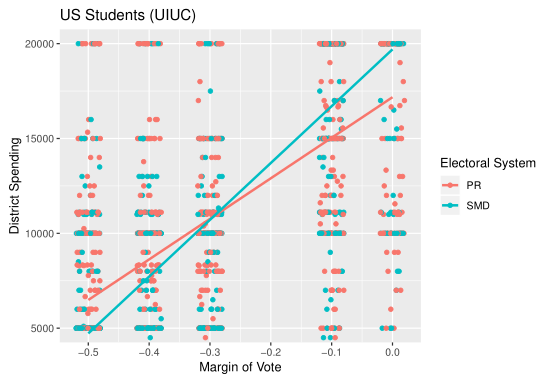 US Students (UIUC)
20000
15000
10000
5000
District Spending
−0.5
−0.4
−0.3
−0.2
−0.1
0.0
Margin of Vote
Electoral System
PR
SMD